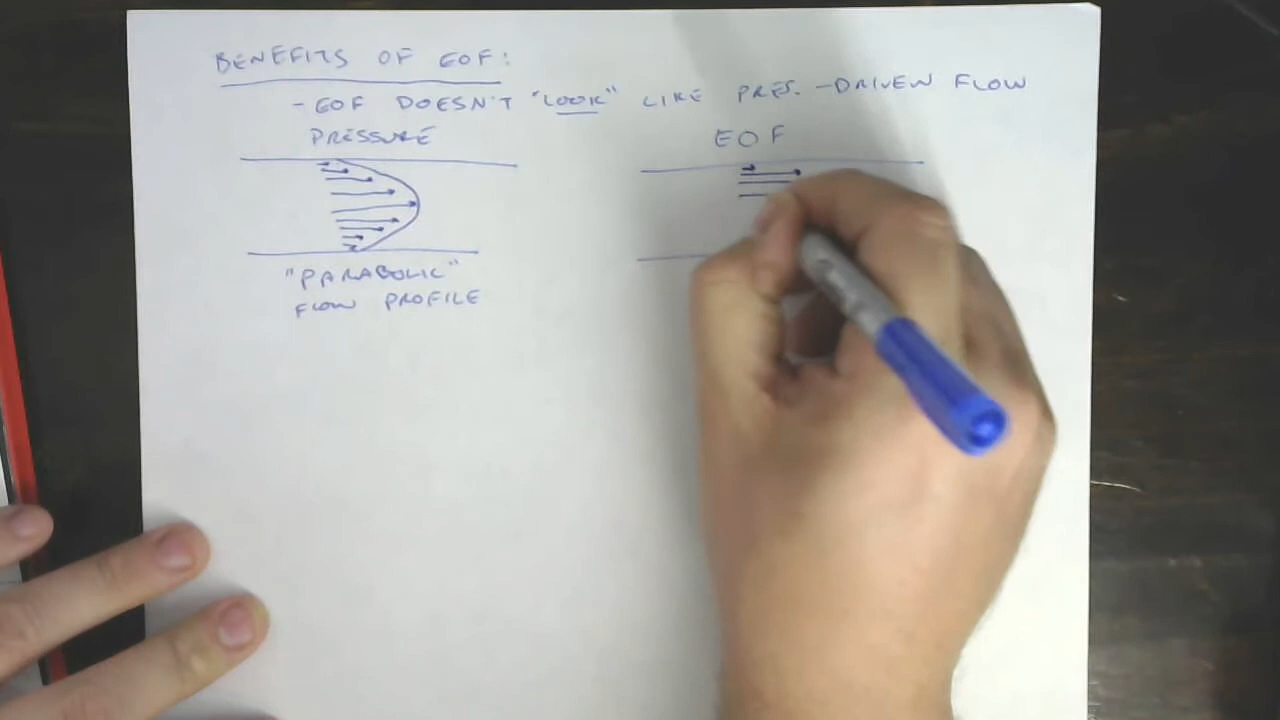 BENEFITS OF EOF:
- EOF DOESN'T "LOOK" LIKE PRES. -DRIVEN FLOW
PRESSURE
EOF
"PARABOLIC"
FLOW PROFILE